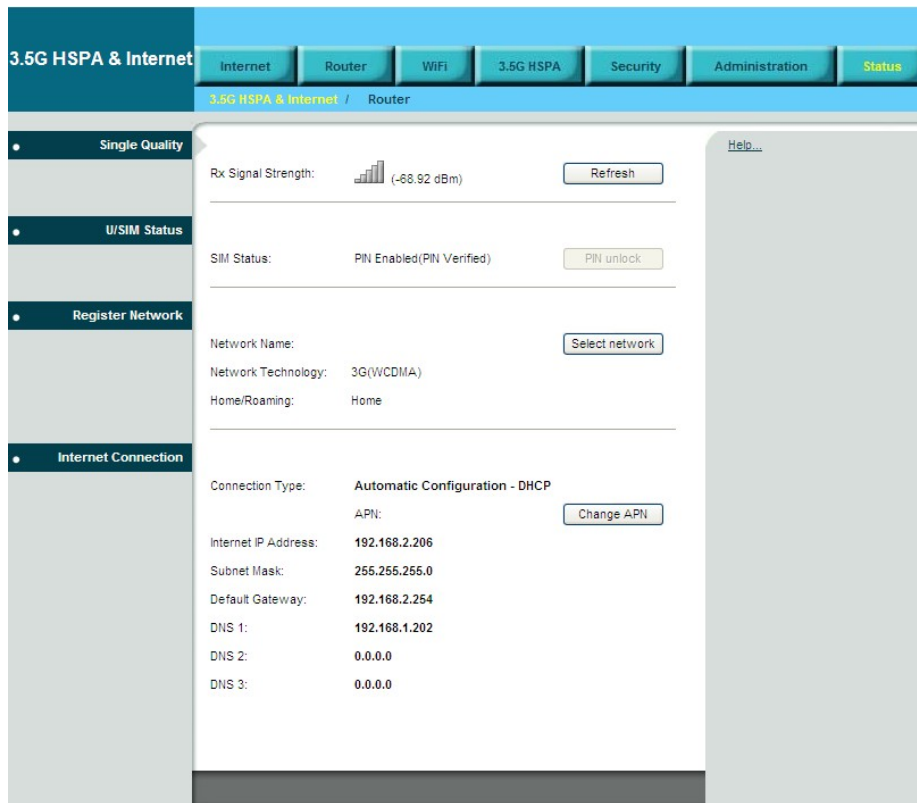 3.5G HSPA & Internet
Internet Router WiFi 3.5G HSPA Security Administration Status
3.5G HSPA & Internet / Router
Single Quality
Help...
Rx Signal Strength: (-68.92 dBm) Refresh
U/SIM Status
SIM Status: PIN Enabled(PIN Verified) PIN unlock
Register Network
Network Name: Select network
Network Technology: 3G(WCDMA)
Home/Roaming: Home
Internet Connection
Connection Type: Automatic Configuration - DHCP
APN: Change APN
Internet IP Address: 192.168.2.206
Subnet Mask: 255.255.255.0
Default Gateway: 192.168.2.254
DNS 1: 192.168.1.202
DNS 2: 0.0.0.0
DNS 3: 0.0.0.0